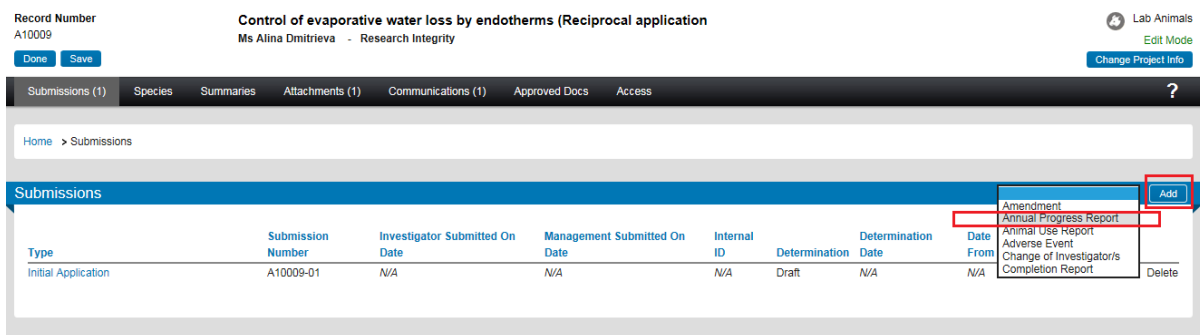 Record Number
A10009
Control of evaporative water loss by endotherms (Reciprocal application
Ms Alina Dmitrieva - Research Integrity
Lab Animals
Edit Mode
Done Save
Change Project Info
Submissions (1) Species Summaries Attachments (1) Communications (1) Approved Docs Access ?
Home > Submissions
Submissions
Add
Amendment
Annual Progress Report
Animal Use Report
Adverse Event
Change of Investigator/s
Completion Report
Type Submission Number Investigator Submitted On Date Management Submitted On Date Internal ID Determination Determination Date Date From
Initial Application A10009-01 N/A N/A N/A Draft N/A N/A Delete